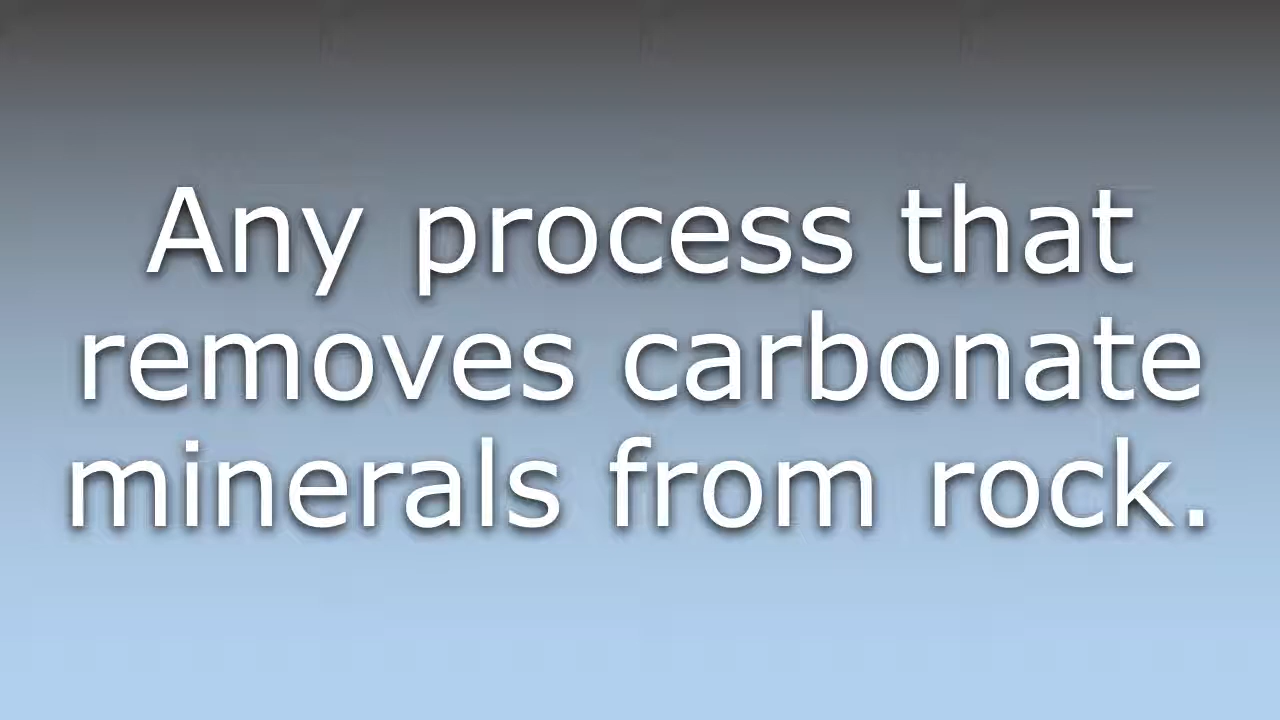 Any process that
removes carbonate
minerals from rock.